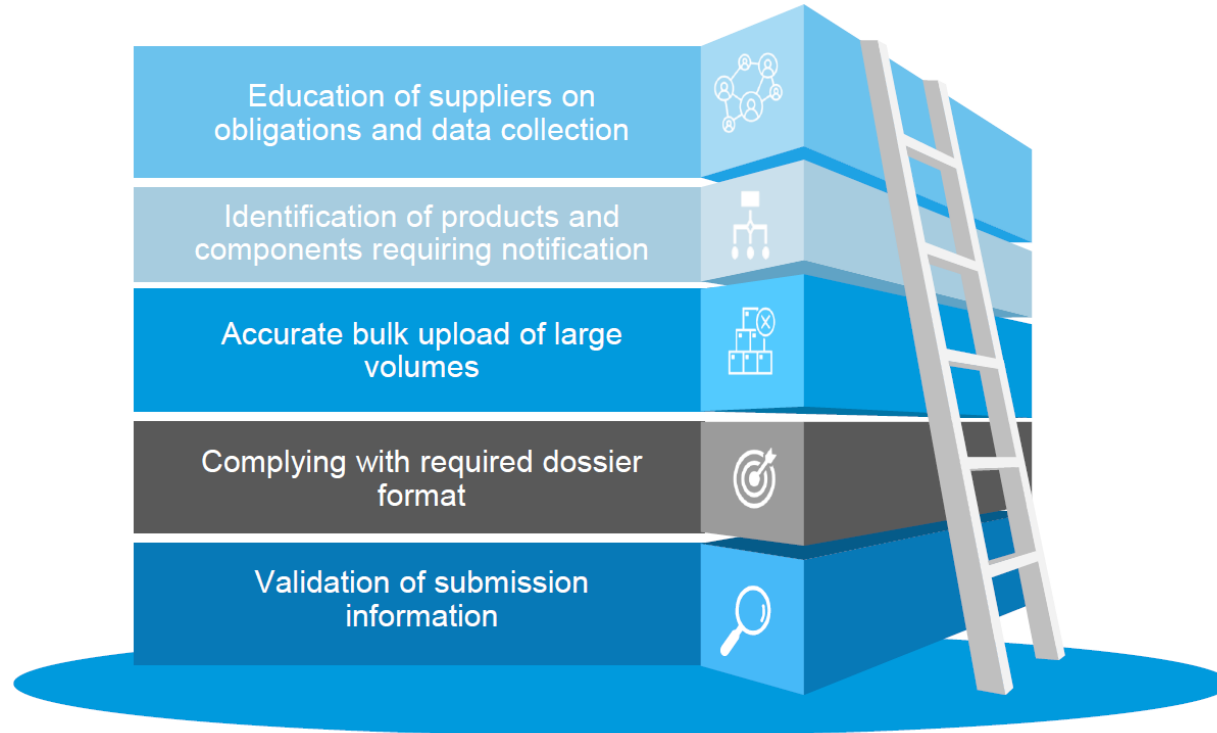 Education of suppliers on
obligations and data collection
Identification of products and
components requiring notification
Accurate bulk upload of large
volumes
Complying with required dossier
format
Validation of submission
information